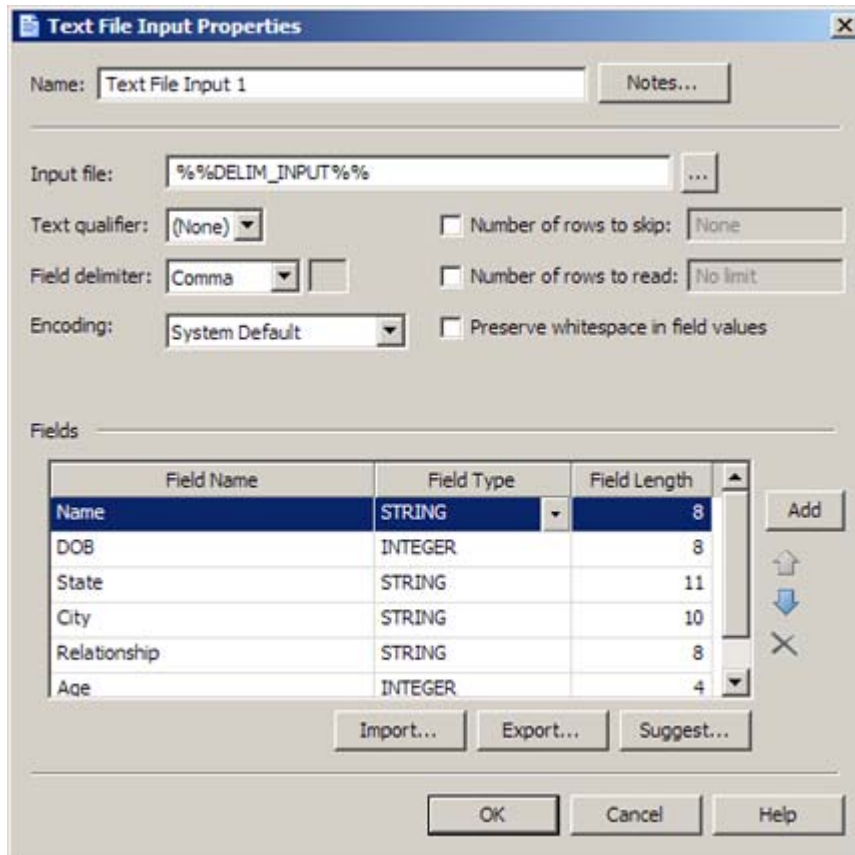 Text File Input Properties
Name: Text File Input 1 Notes...
Input file: %%DELIM_INPUT%% ...
Text qualifier: (None) Number of rows to skip: None
Field delimiter: Comma Number of rows to read: No limit
Encoding: System Default Preserve whitespace in field values
Fields
Field Name Field Type Field Length
Name STRING 8 Add
DOB INTEGER 8
State STRING 11
City STRING 10
Relationship STRING 8
Age INTEGER 4
Import... Export... Suggest...
OK Cancel Help